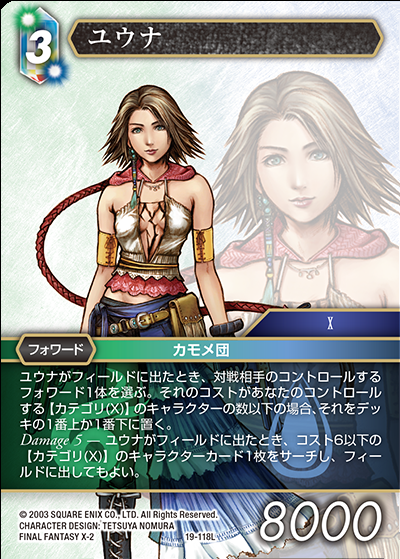 3
ユウナ
X
フォワード
カモメ団
ユウナがフィールドに出たとき、対戦相手のコントロールする
フォワード1体を選ぶ。それのコストがあなたのコントロール
する【カテゴリ(X)】のキャラクターの数以下の場合、それをデッ
キの1番上か1番下に置く。
Damage 5 — ユウナがフィールドに出たとき、コスト6以下の
【カテゴリ(X)】のキャラクターカード1枚をサーチし、フィー
ルドに出してもよい。
© 2003 SQUARE ENIX CO., LTD. All Rights Reserved.
CHARACTER DESIGN: TETSUYA NOMURA
FINAL FANTASY X-2
19-118L
8000